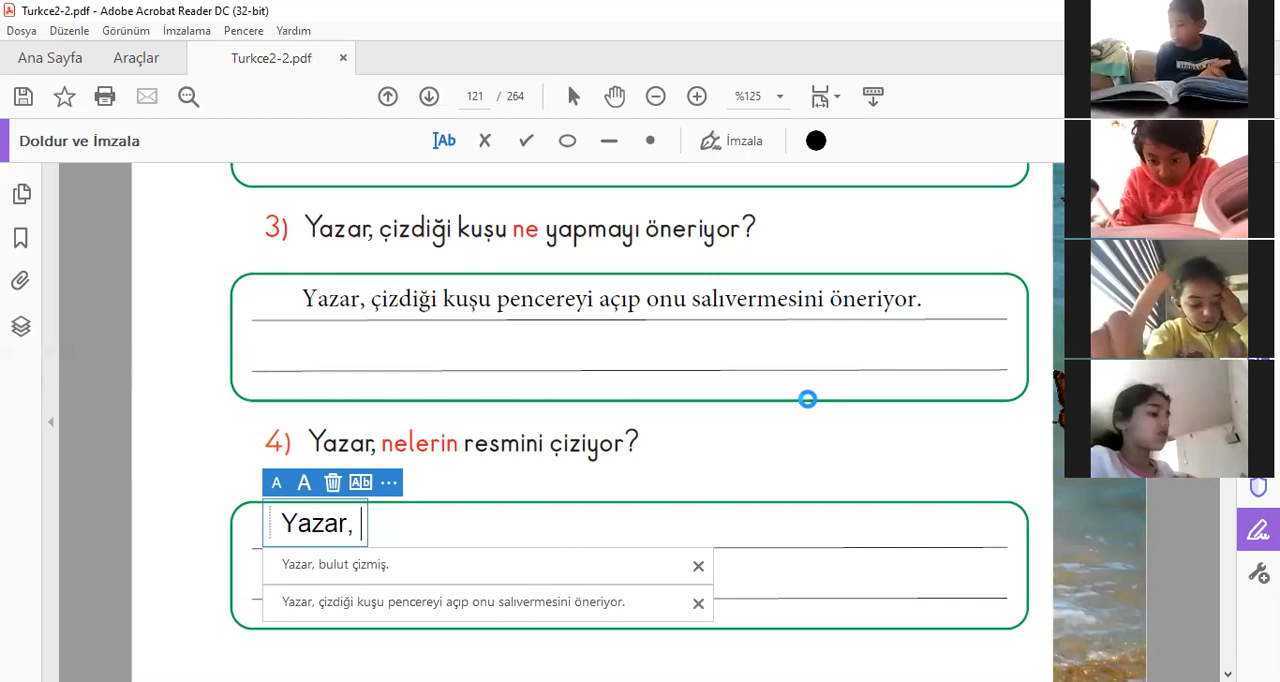 Turkce2-2.pdf - Adobe Acrobat Reader DC (32-bit)
Dosya Düzenle Görünüm İmzalama Pencere Yardım
Ana Sayfa Araçlar Turkce2-2.pdf ×
121 / 264 %125
Doldur ve İmzala
Ab İmzala
3) Yazar, çizdiği kuşu ne yapmayı öneriyor?
Yazar, çizdiği kuşu pencereyi açıp onu salıvermesini öneriyor.
4) Yazar, nelerin resmini çiziyor?
A A Ab ...
Yazar,
Yazar, bulut çizmiş.
Yazar, çizdiği kuşu pencereyi açıp onu salıvermesini öneriyor.